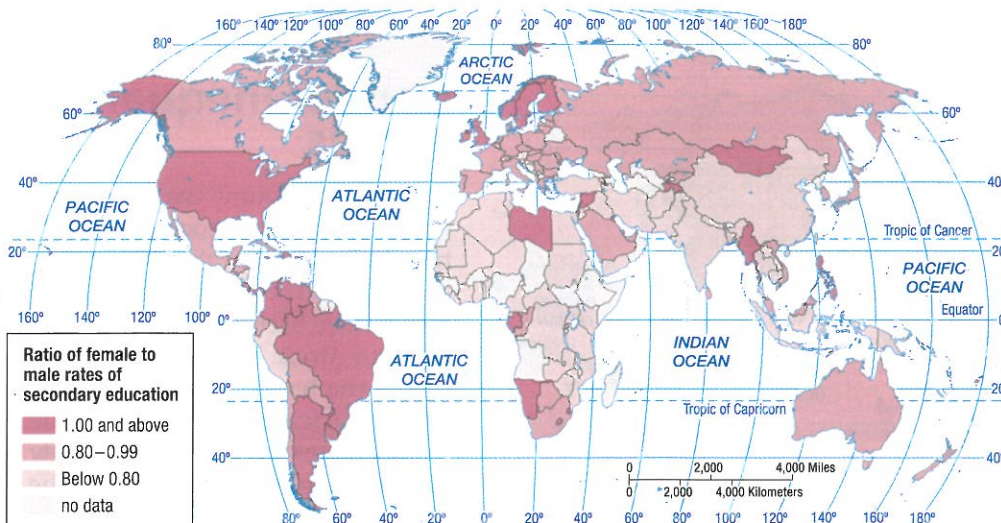 160° 140° 120° 100° 80° 60° 40° 20° 0° 20° 40° 60° 80° 100° 120° 140° 160°
80° 80°
ARCTIC
OCEAN
60° 60°
40° 40°
PACIFIC
OCEAN
ATLANTIC
OCEAN
20° 20°
Tropic of Cancer
PACIFIC
OCEAN
Equator
160° 140° 120° 100° 0° 0°
ATLANTIC
OCEAN
INDIAN
OCEAN
20° 20°
Tropic of Capricorn
40° 40°
Ratio of female to
male rates of
secondary education
1.00 and above
0.80–0.99
Below 0.80
no data
0 2,000 4,000 Miles
0 2,000 4,000 Kilometers
80° 60° 40° 20° 0° 20° 40° 60° 80° 100° 120° 140° 160°